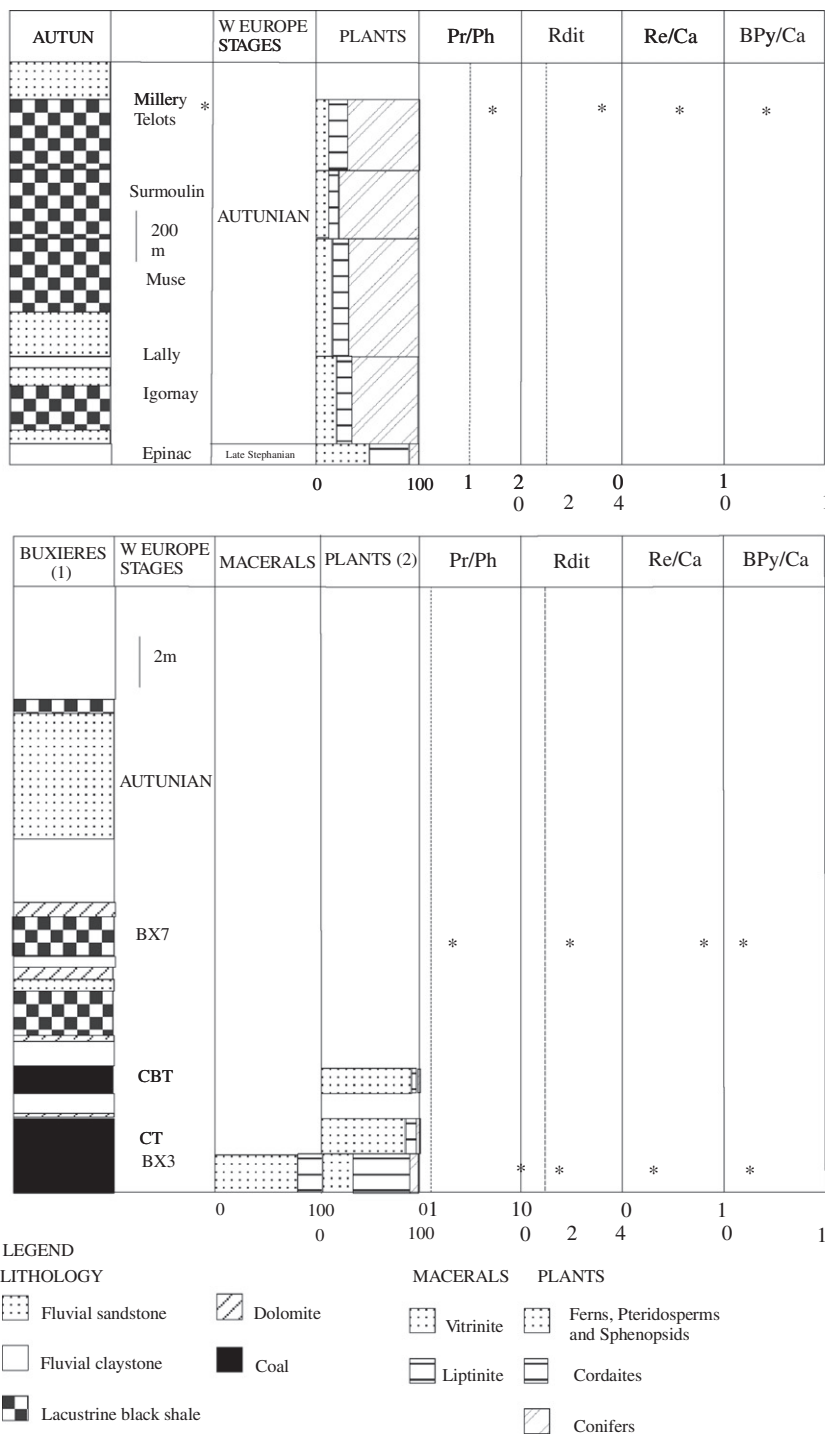 AUTUN W EUROPE STAGES PLANTS Pr/Ph Rdit Re/Ca BPy/Ca
Millery *
Telots
* * * *
Surmoulin
200
m
AUTUNIAN
Muse
Lally
Igornay
Epinac Late Stephanian
0 100 1 2 0 1
0 2 4 0 1
BUXIERES (1) W EUROPE STAGES MACERALS PLANTS (2) Pr/Ph Rdit Re/Ca BPy/Ca
2m
AUTUNIAN
BX7 * * * *
CBT
CT
BX3 * * * *
0 100 01 10 0 1
0 100 0 2 4 0 1
LEGEND
LITHOLOGY MACERALS PLANTS
Fluvial sandstone Dolomite Vitrinite Ferns, Pteridosperms
and Sphenopsids
Fluvial claystone Coal Liptinite Cordaites
Lacustrine black shale Conifers